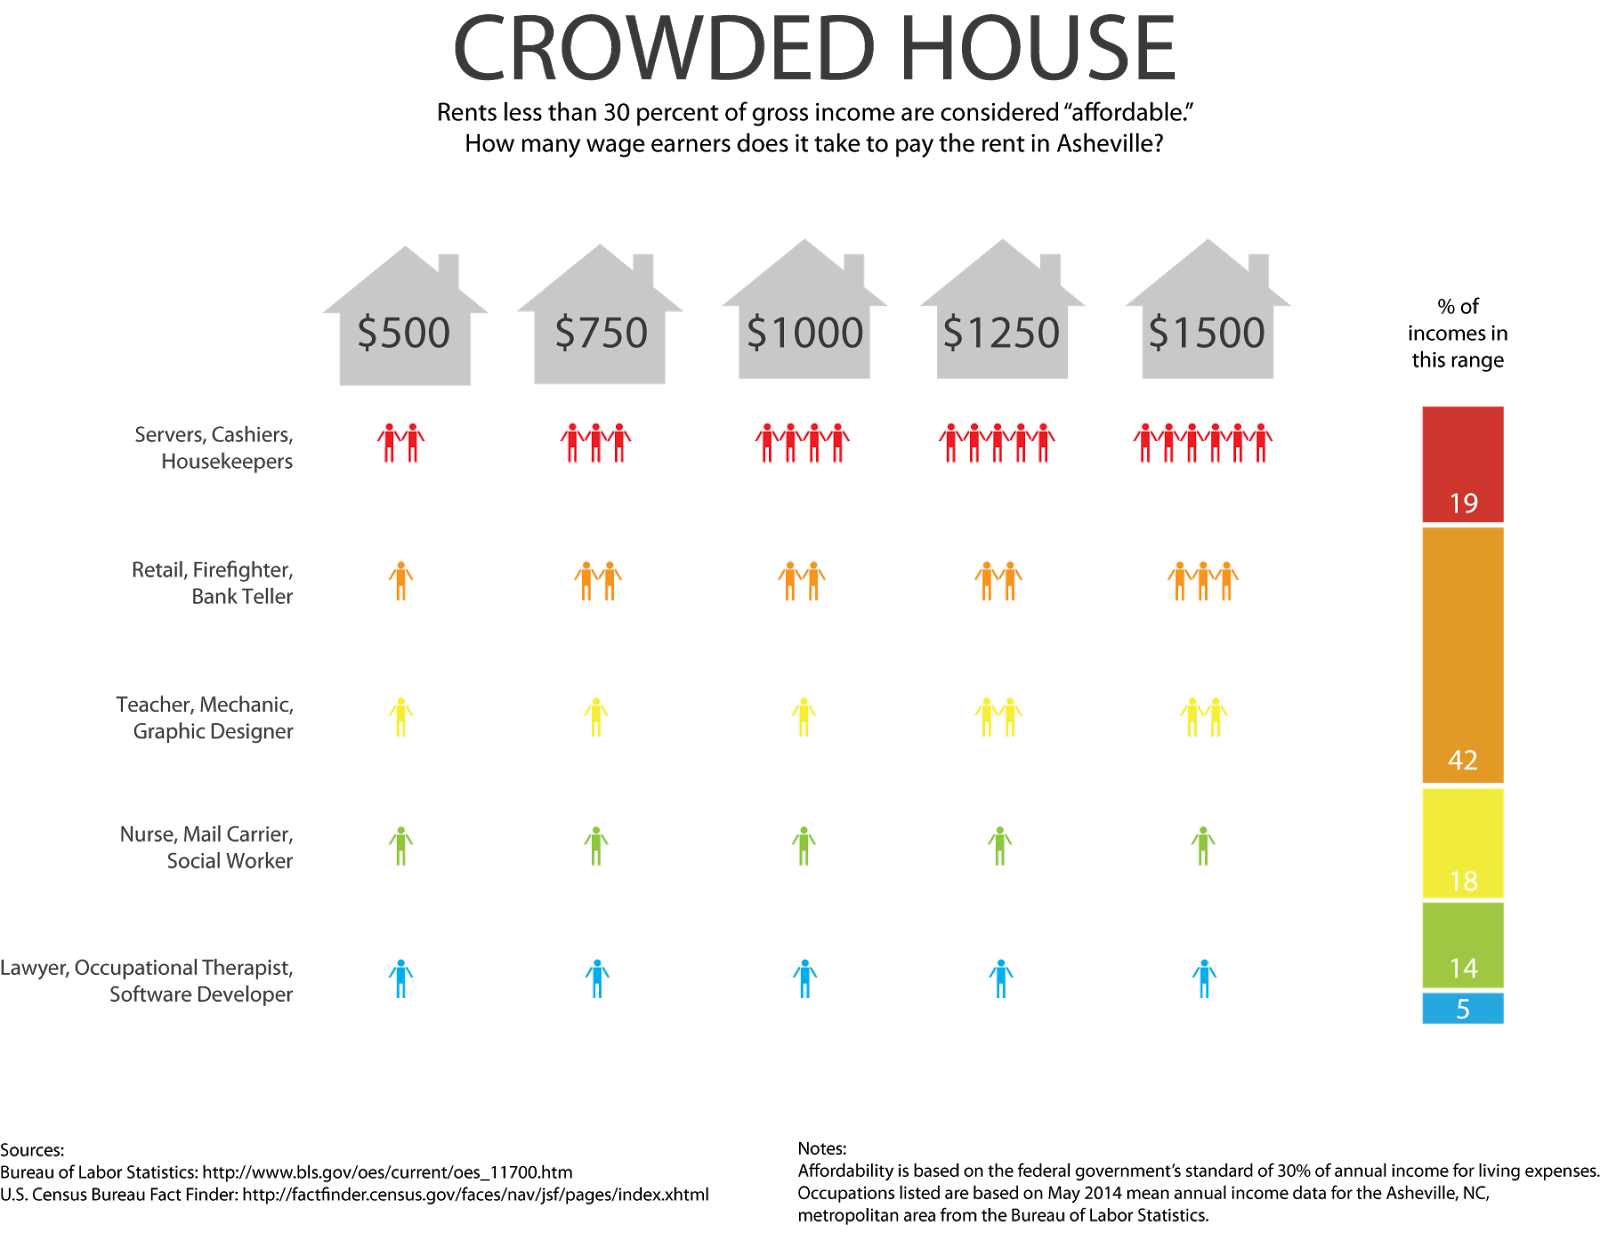 CROWDED HOUSE
Rents less than 30 percent of gross income are considered “affordable.”
How many wage earners does it take to pay the rent in Asheville?
$500
$750
$1000
$1250
$1500
% of
incomes in
this range
Servers, Cashiers,
Housekeepers
19
Retail, Firefighter,
Bank Teller
42
Teacher, Mechanic,
Graphic Designer
18
Nurse, Mail Carrier,
Social Worker
14
Lawyer, Occupational Therapist,
Software Developer
5
Sources:
Bureau of Labor Statistics: http://www.bls.gov/oes/current/oes_11700.htm
U.S. Census Bureau Fact Finder: http://factfinder.census.gov/faces/nav/jsf/pages/index.xhtml
Notes:
Affordability is based on the federal government’s standard of 30% of annual income for living expenses.
Occupations listed are based on May 2014 mean annual income data for the Asheville, NC,
metropolitan area from the Bureau of Labor Statistics.